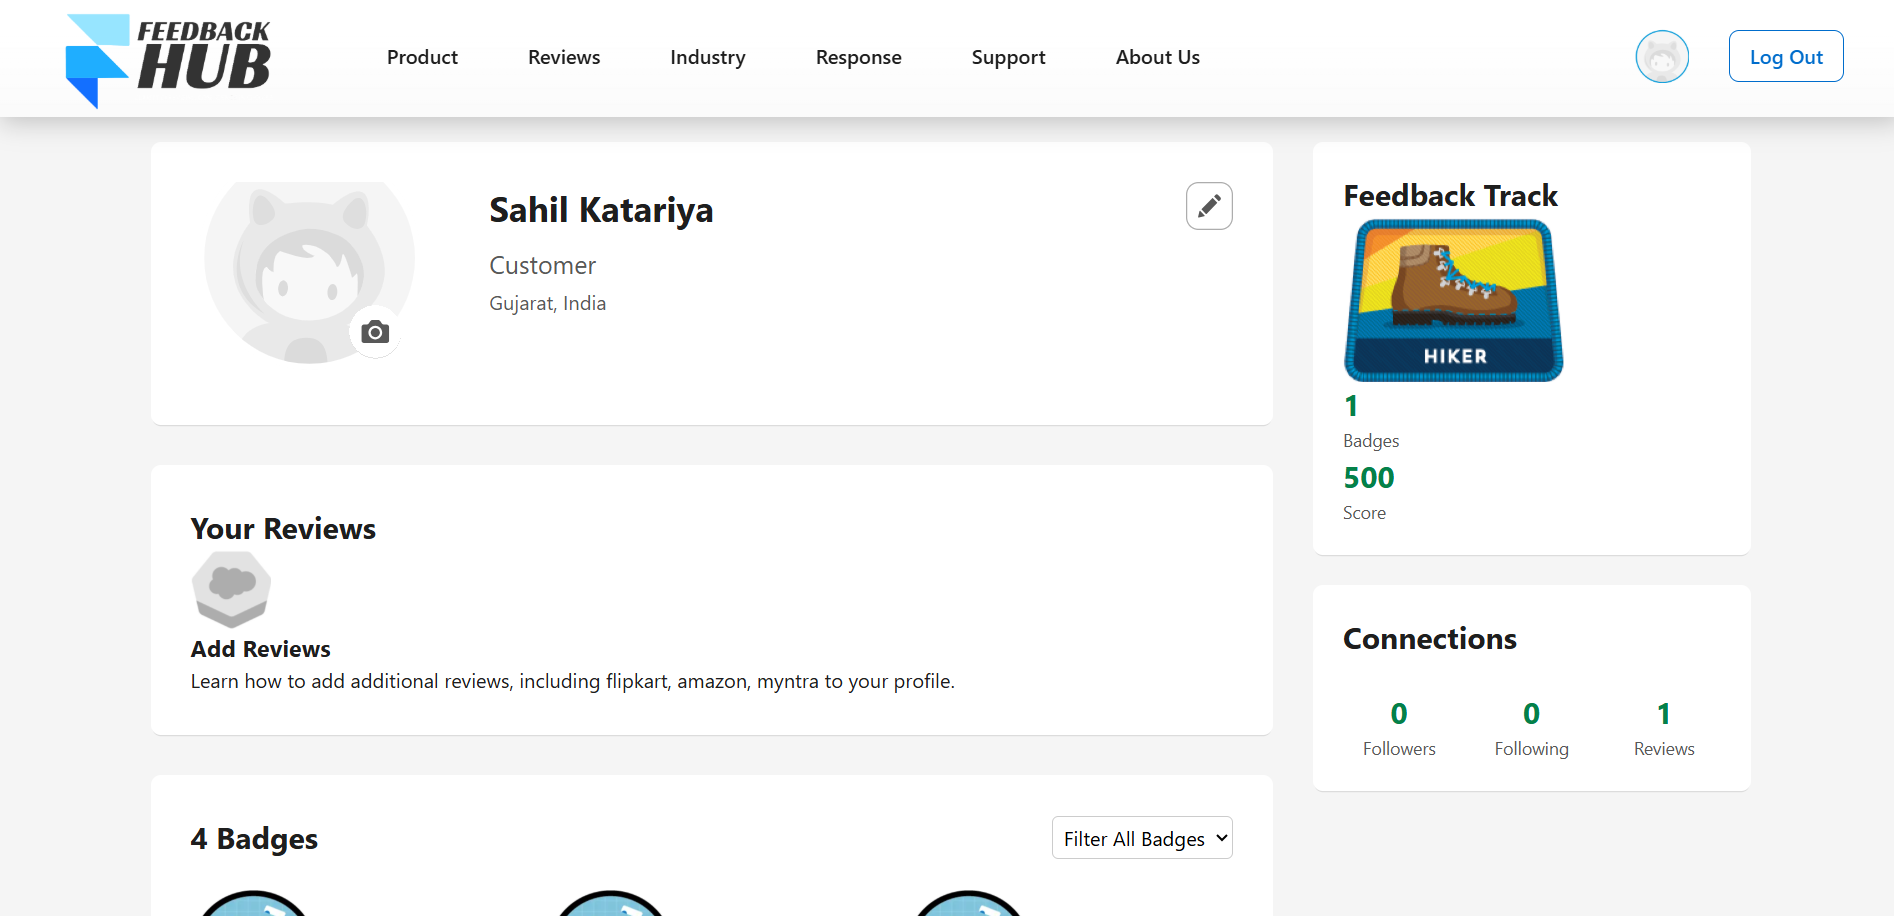 FEEDBACK
HUB
Product
Reviews
Industry
Response
Support
About Us
Log Out
Sahil Katariya
Customer
Gujarat, India
Your Reviews
Add Reviews
Learn how to add additional reviews, including flipkart, amazon, myntra to your profile.
4 Badges
Filter All Badges
Feedback Track
HIKER
1
Badges
500
Score
Connections
0
Followers
0
Following
1
Reviews